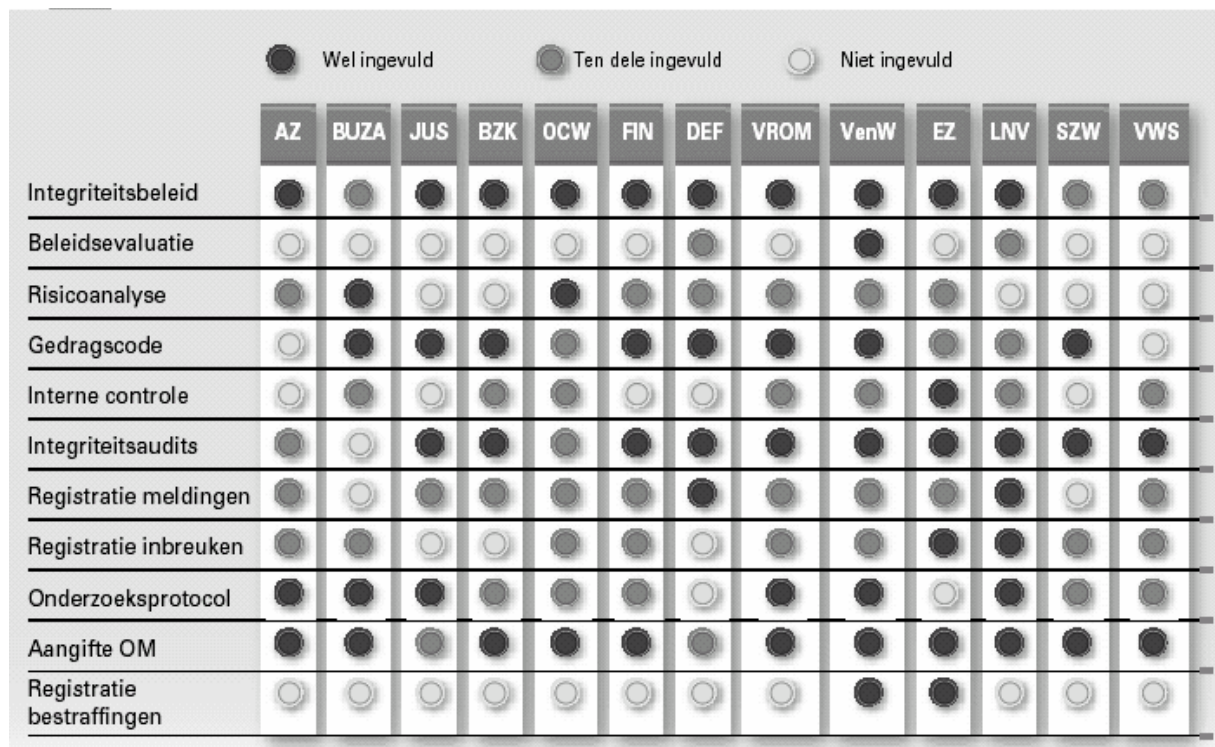 Wel ingevuld Ten dele ingevuld Niet ingevuld
AZ BUZA JUS BZK OCW FIN DEF VROM VenW EZ LNV SZW VWS
Integriteitsbeleid
Beleidsevaluatie
Risicoanalyse
Gedragscode
Interne controle
Integriteitsaudits
Registratie meldingen
Registratie inbreuken
Onderzoeksprotocol
Aangifte OM
Registratie
bestraffingen